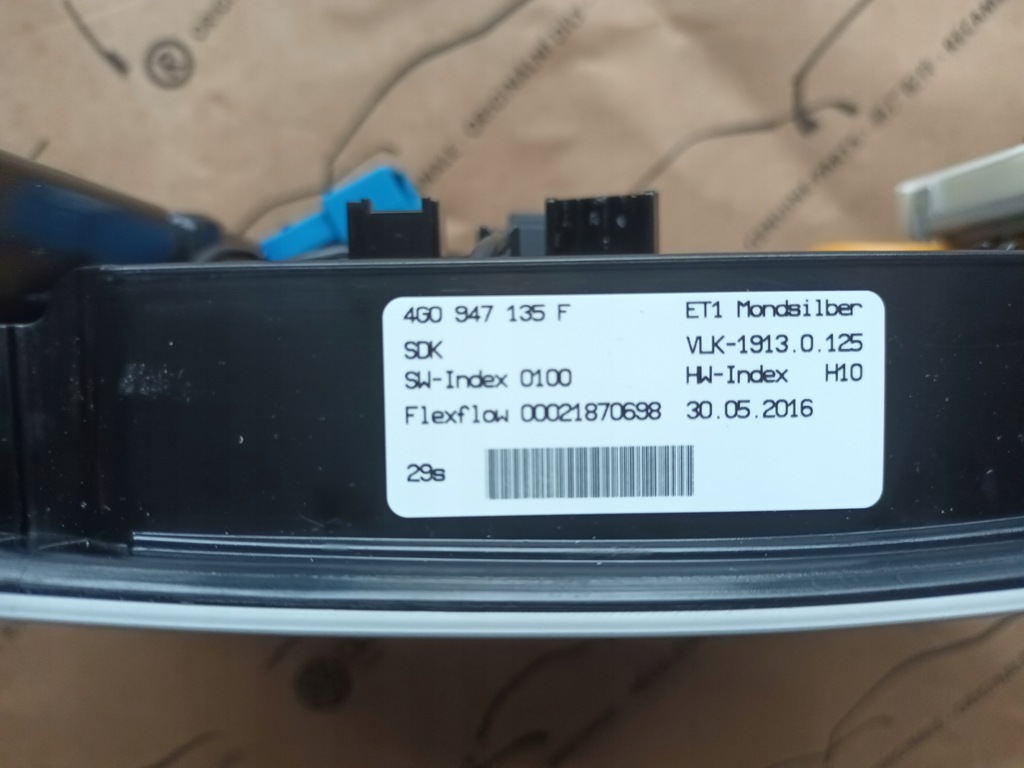 4G0 947 135 F
ET1 Mondsilber
SDK
VLK-1913.0.125
SW-Index 0100
HW-Index H10
Flexflow 00021870698
30.05.2016
29s